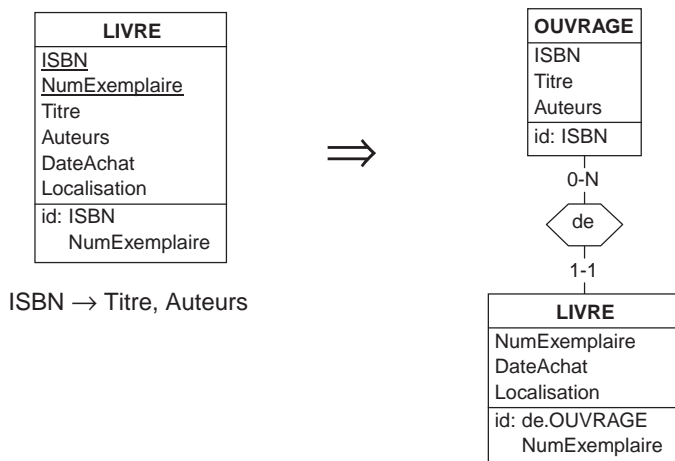 LIVRE
ISBN
NumExemplaire
Titre
Auteurs
DateAchat
Localisation
id: ISBN
NumExemplaire
ISBN → Titre, Auteurs
⇒
OUVRAGE
ISBN
Titre
Auteurs
id: ISBN
0-N
de
1-1
LIVRE
NumExemplaire
DateAchat
Localisation
id: de.OUVRAGE
NumExemplaire